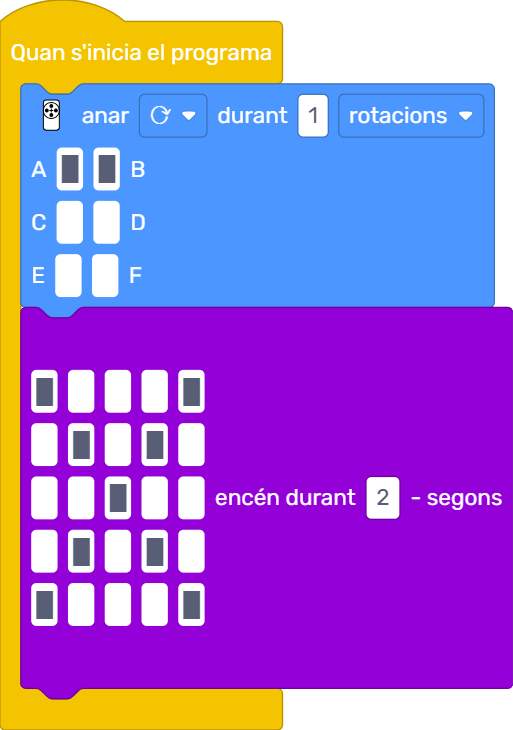 Quan s'inicia el programa
anar durant 1 rotacions
A B
C D
E F
encén durant 2 - segons